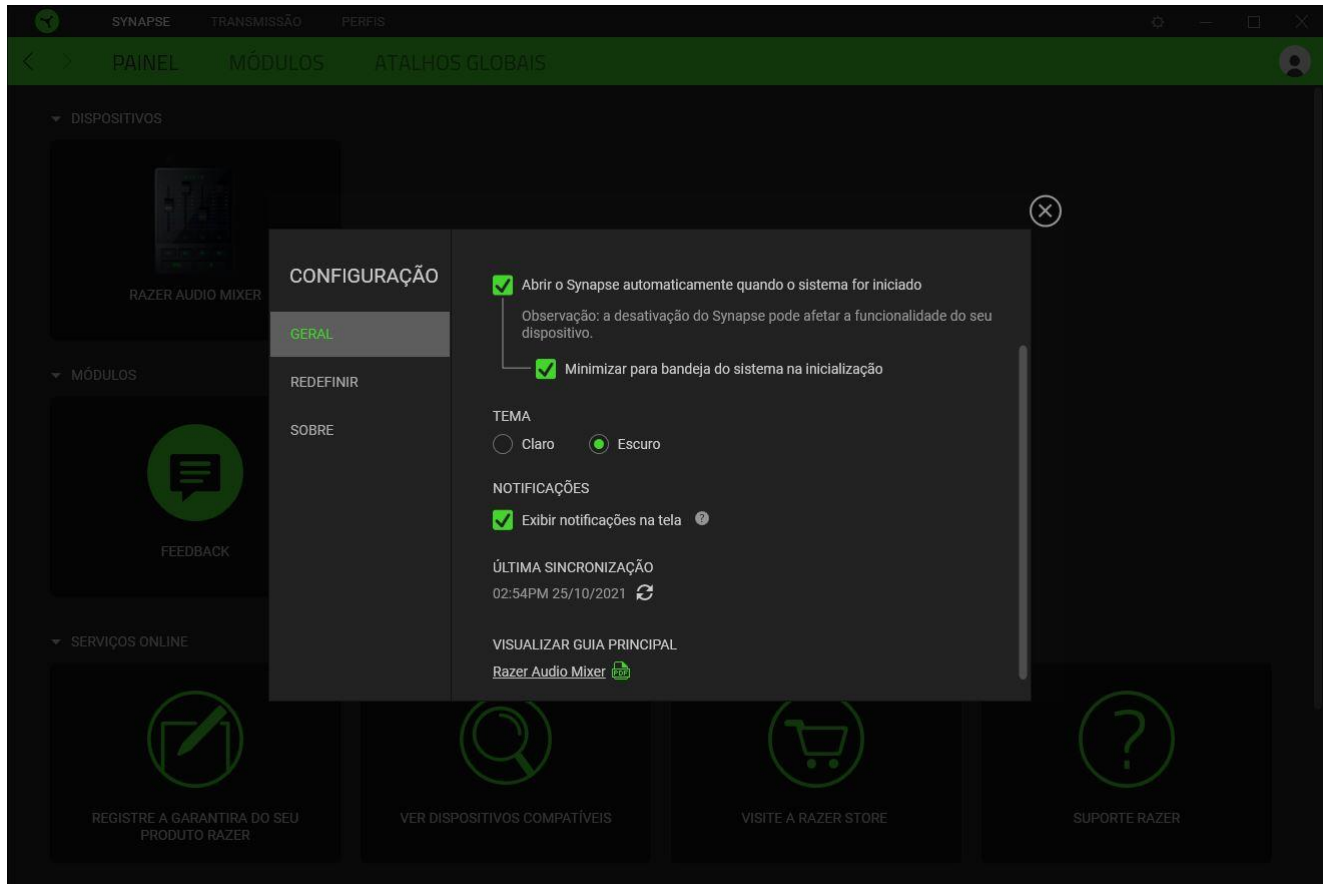 SYNAPSE TRANSMISSÃO PERFIS
PAINEL MÓDULOS ATALHOS GLOBAIS
DISPOSITIVOS
RAZER AUDIO MIXER
MÓDULOS
FEEDBACK
SERVIÇOS ONLINE
REGISTRE A GARANTIRA DO SEU
PRODUTO RAZER
VER DISPOSITIVOS COMPATÍVEIS
VISITE A RAZER STORE
SUPORTE RAZER
CONFIGURAÇÃO
GERAL
REDEFINIR
SOBRE
Abrir o Synapse automaticamente quando o sistema for iniciado
Observação: a desativação do Synapse pode afetar a funcionalidade do seu
dispositivo.
Minimizar para bandeja do sistema na inicialização
TEMA
Claro Escuro
NOTIFICAÇÕES
Exibir notificações na tela ?
ÚLTIMA SINCRONIZAÇÃO
02:54PM 25/10/2021
VISUALIZAR GUIA PRINCIPAL
Razer Audio Mixer PDF